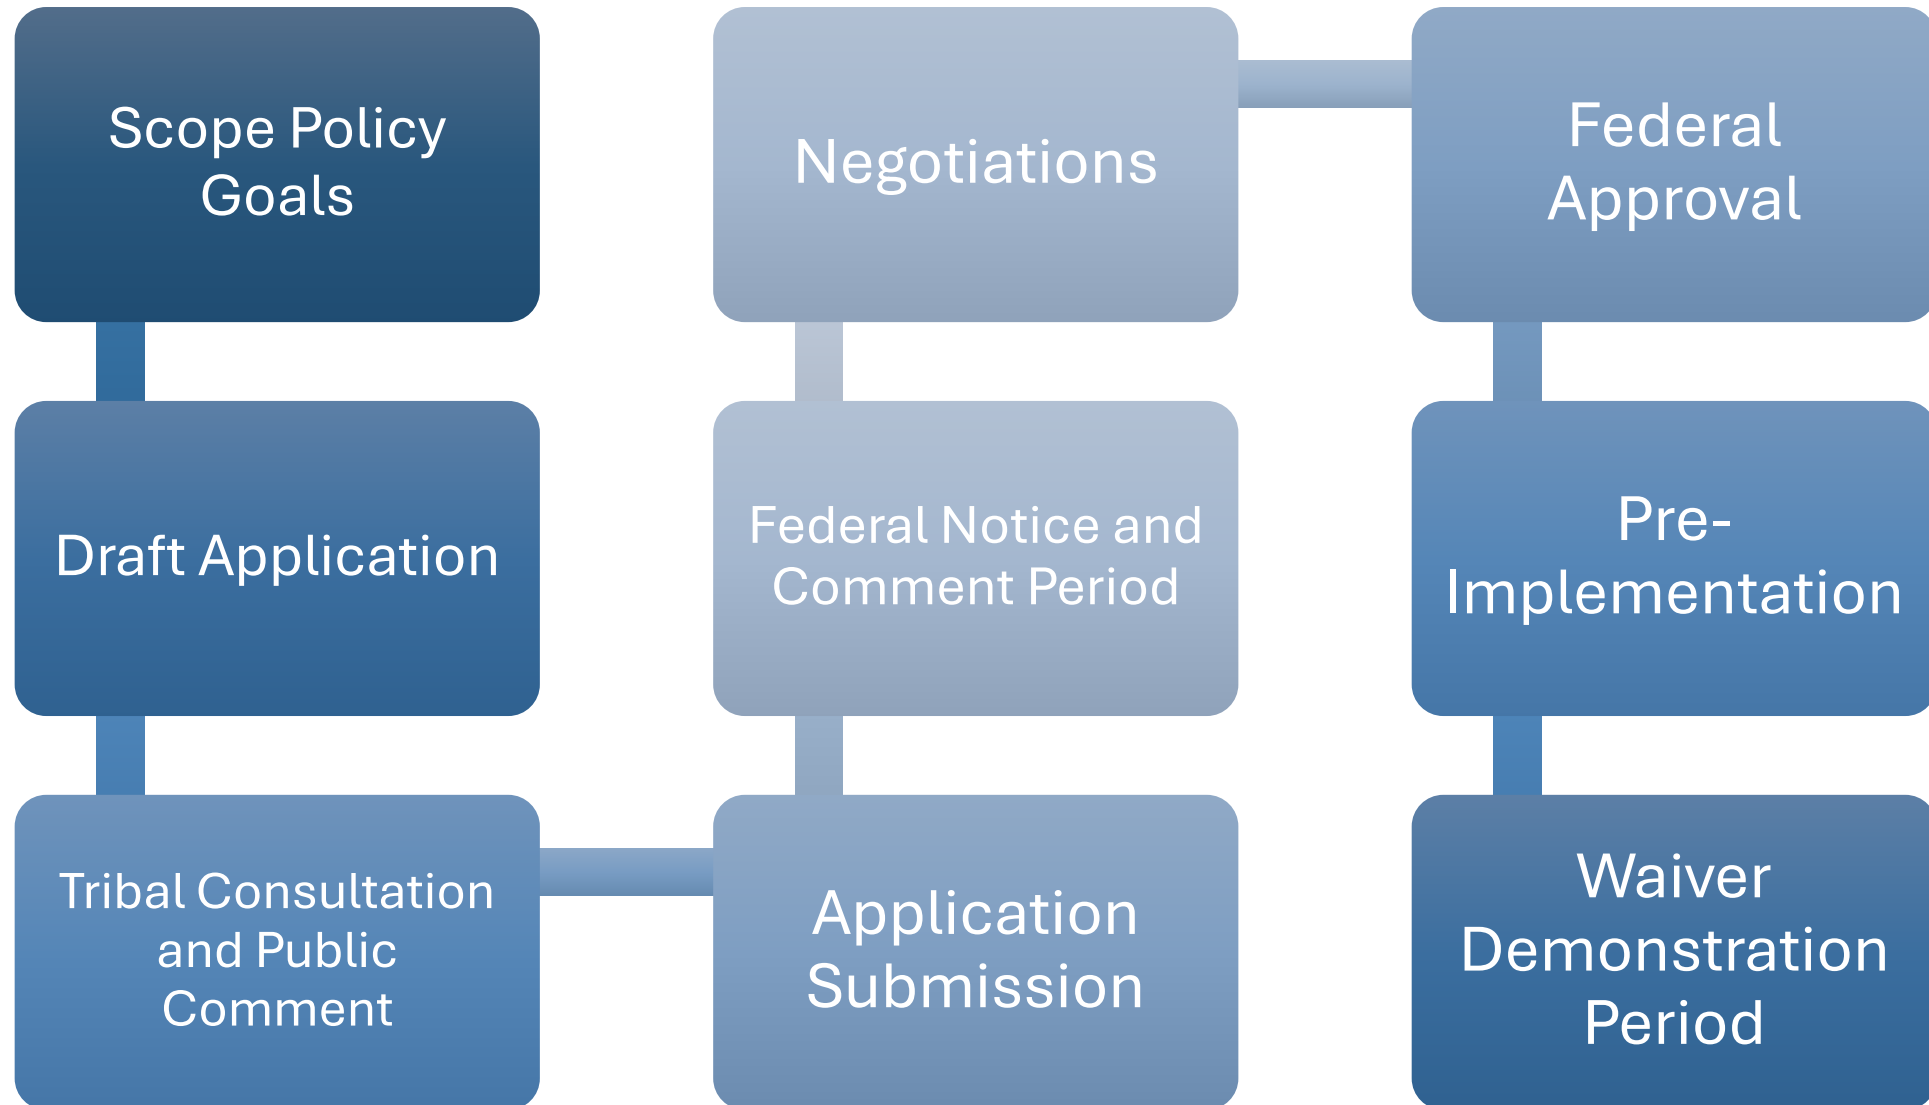 Scope Policy
Goals
Draft Application
Tribal Consultation
and Public
Comment
Application
Submission
Federal Notice and
Comment Period
Negotiations
Federal
Approval
Pre-
Implementation
Waiver
Demonstration
Period